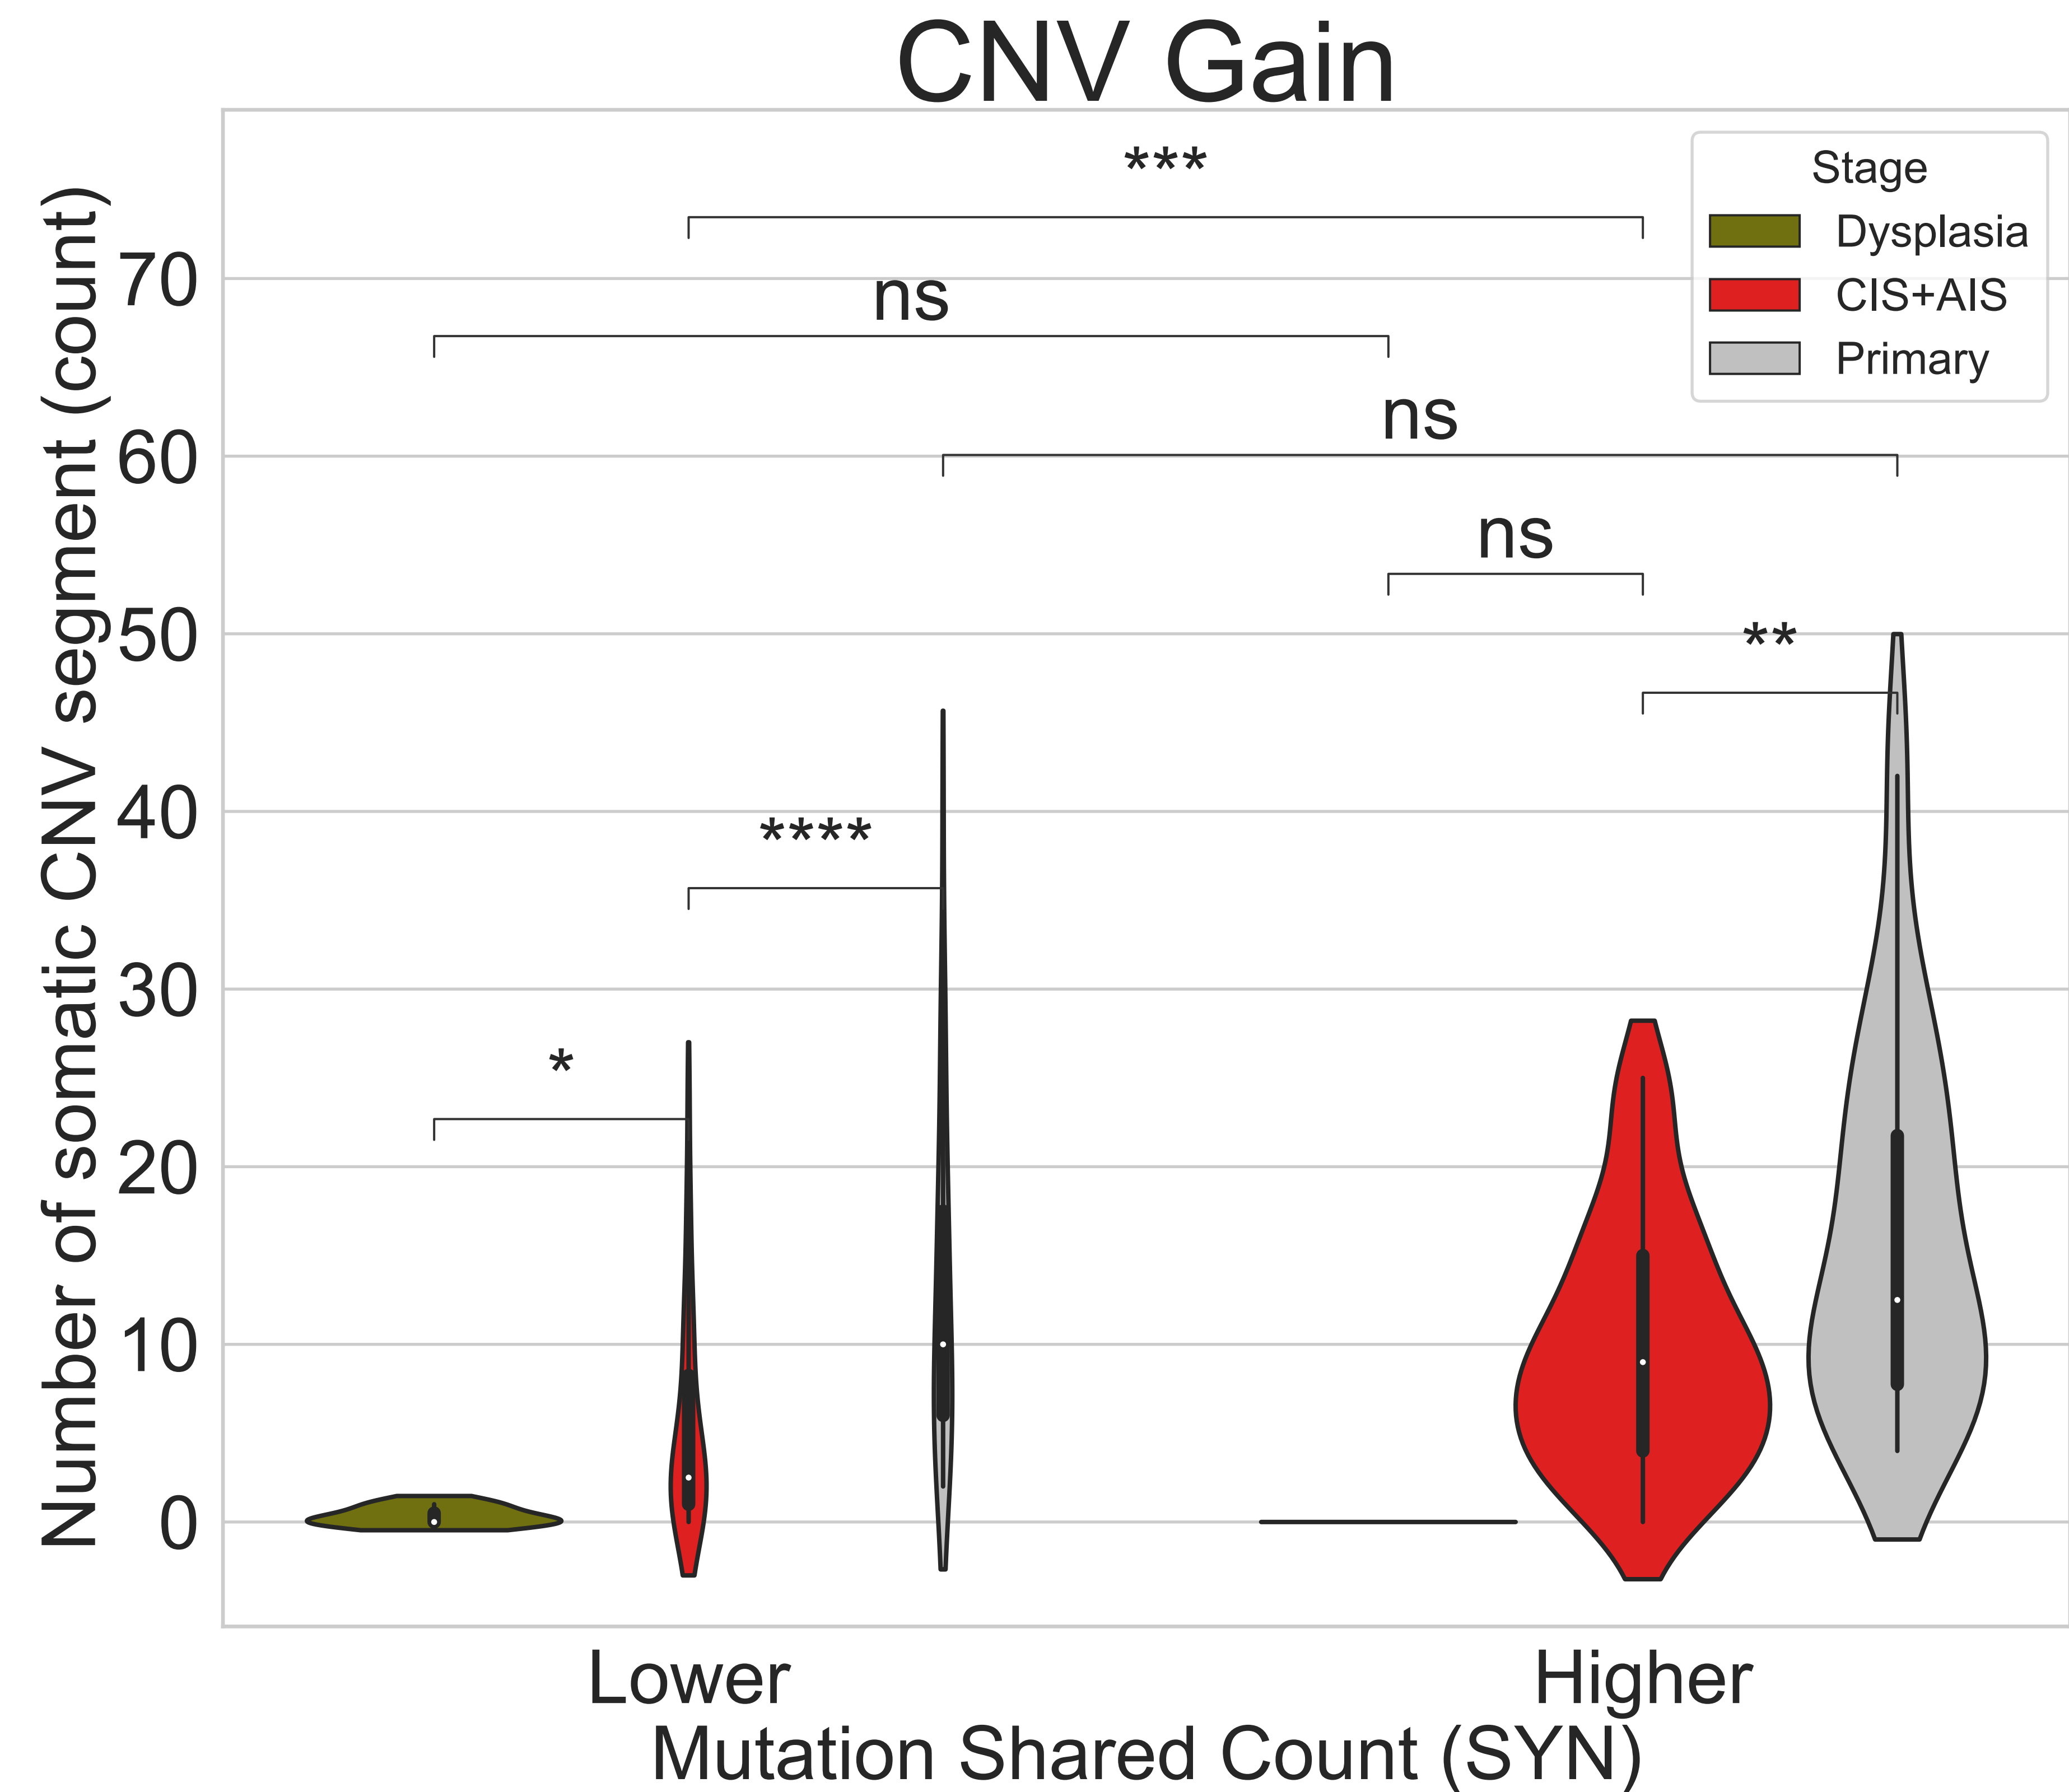 CNV Gain
Number of somatic CNV segment (count)
70
60
50
40
30
20
10
0
***
ns
ns
ns
**
****
*
Stage
Dysplasia
CIS+AIS
Primary
Lower
Higher
Mutation Shared Count (SYN)